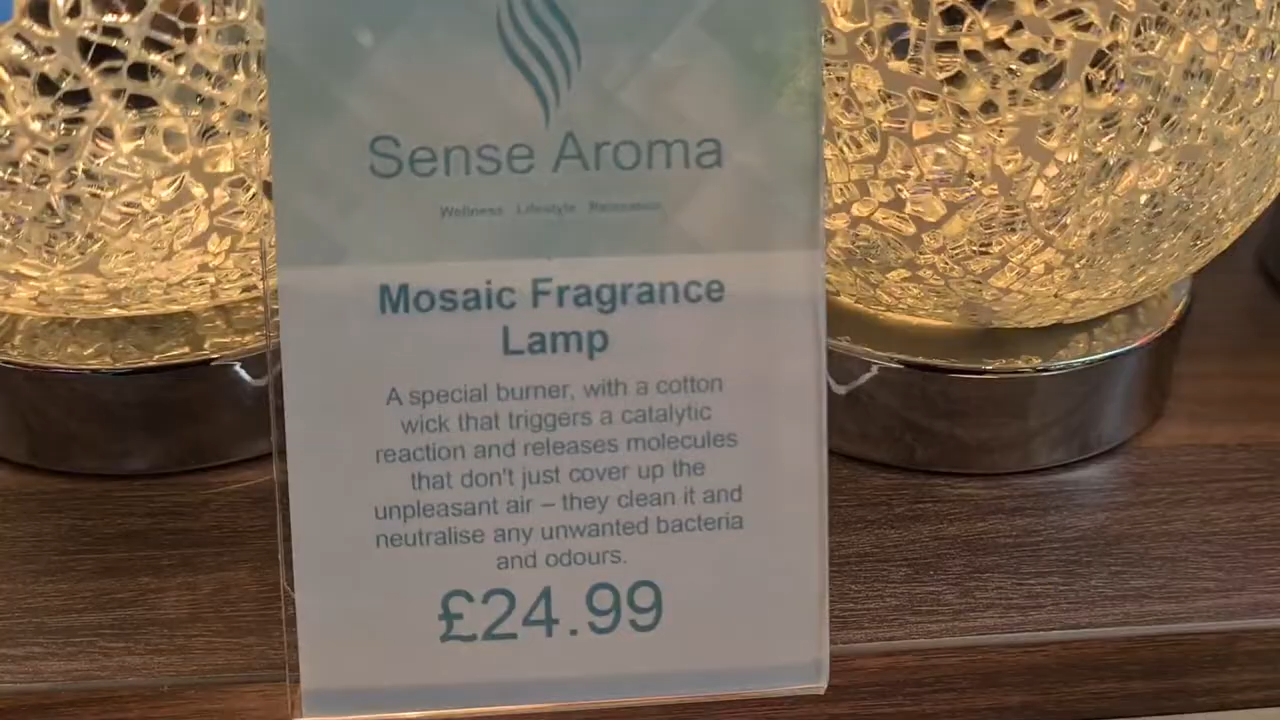 Sense Aroma
Wellness Lifestyle Relaxation
Mosaic Fragrance
Lamp
A special burner, with a cotton
wick that triggers a catalytic
reaction and releases molecules
that don't just cover up the
unpleasant air – they clean it and
neutralise any unwanted bacteria
and odours.
£24.99